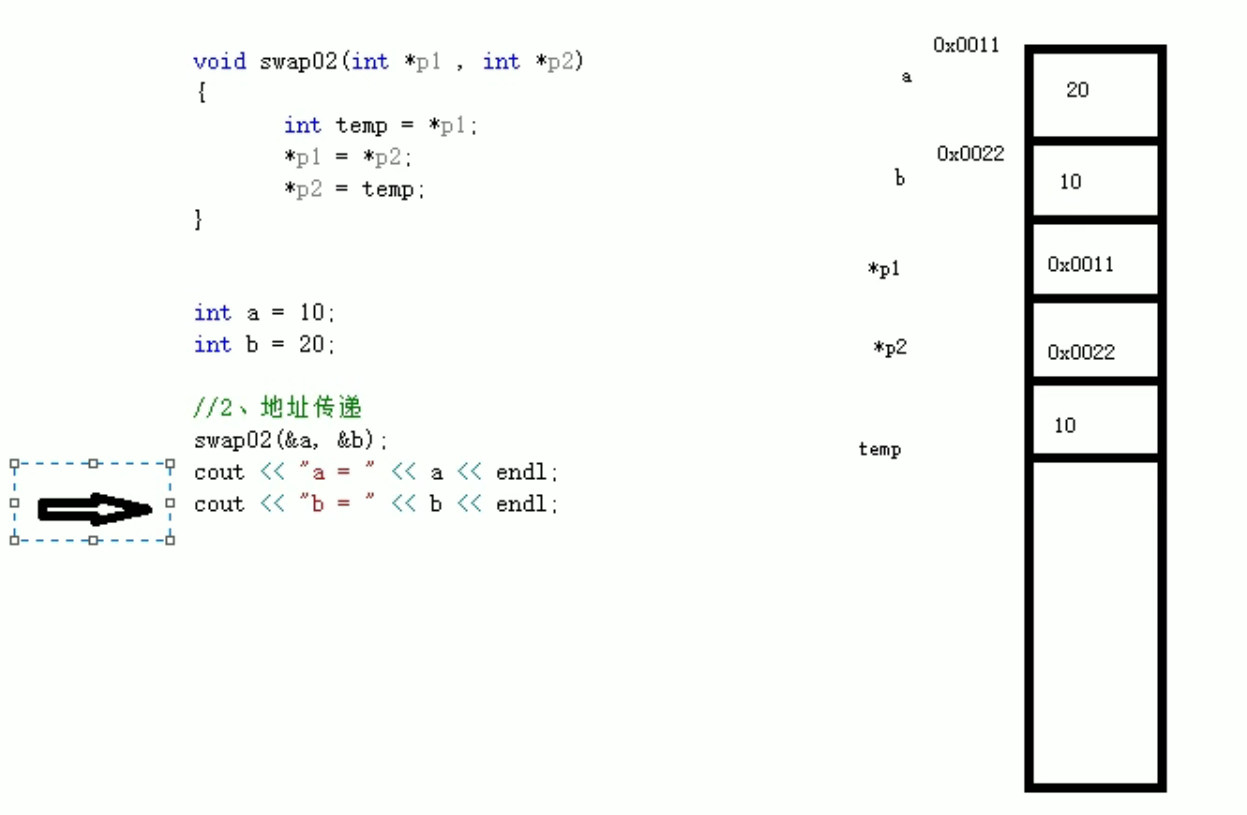 void swap02(int *p1 , int *p2)
{
int temp = *p1;
*p1 = *p2;
*p2 = temp;
}
int a = 10;
int b = 20;
//2、地址传递
swap02(&a, &b);
cout << "a = " << a << endl;
cout << "b = " << b << endl;
0x0011
a
20
0x0022
b
10
*p1
0x0011
*p2
0x0022
temp
10